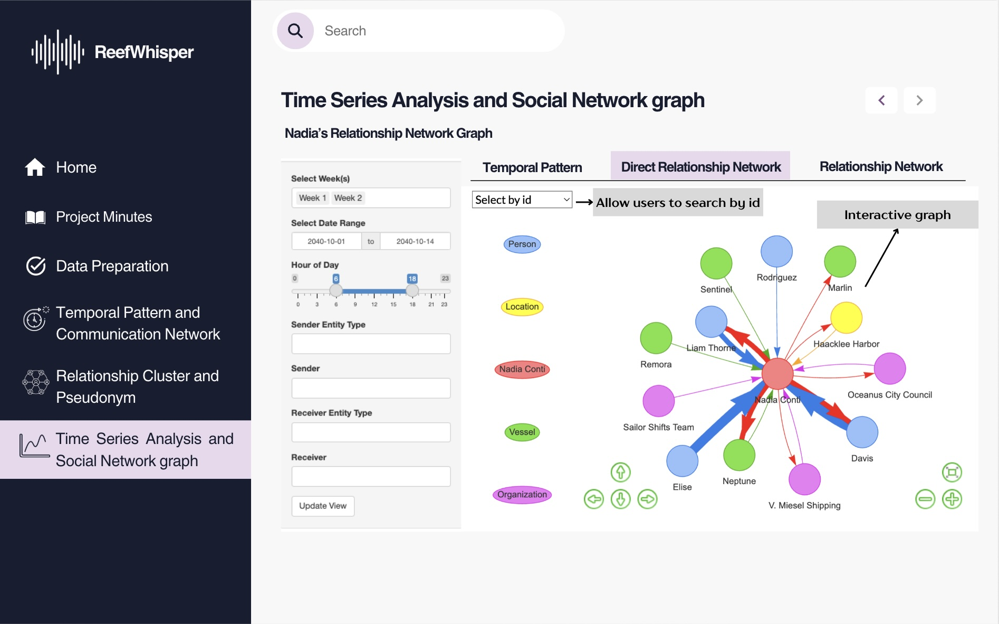 ReefWhisper
Home
Project Minutes
Data Preparation
Temporal Pattern and
Communication Network
Relationship Cluster and
Pseudonym
Time Series Analysis and
Social Network graph
Search
Time Series Analysis and Social Network graph
Nadia’s Relationship Network Graph
Select Week(s)
Week 1 Week 2
Select Date Range
2040-10-01 to 2040-10-14
Hour of Day
0 6 18 23
0 3 6 9 12 15 18 21 23
Sender Entity Type
Sender
Receiver Entity Type
Receiver
Update View
Temporal Pattern Direct Relationship Network Relationship Network
Select by id
Allow users to search by id
Interactive graph
Person
Location
Nadia Conti
Vessel
Organization
Rodriguez
Sentinel
Marlin
Liam Thorne
Haacklee Harbor
Remora
Oceanus City Council
Nadia Conti
Sailor Shifts Team
Davis
Neptune
Elise
V. Miesel Shipping